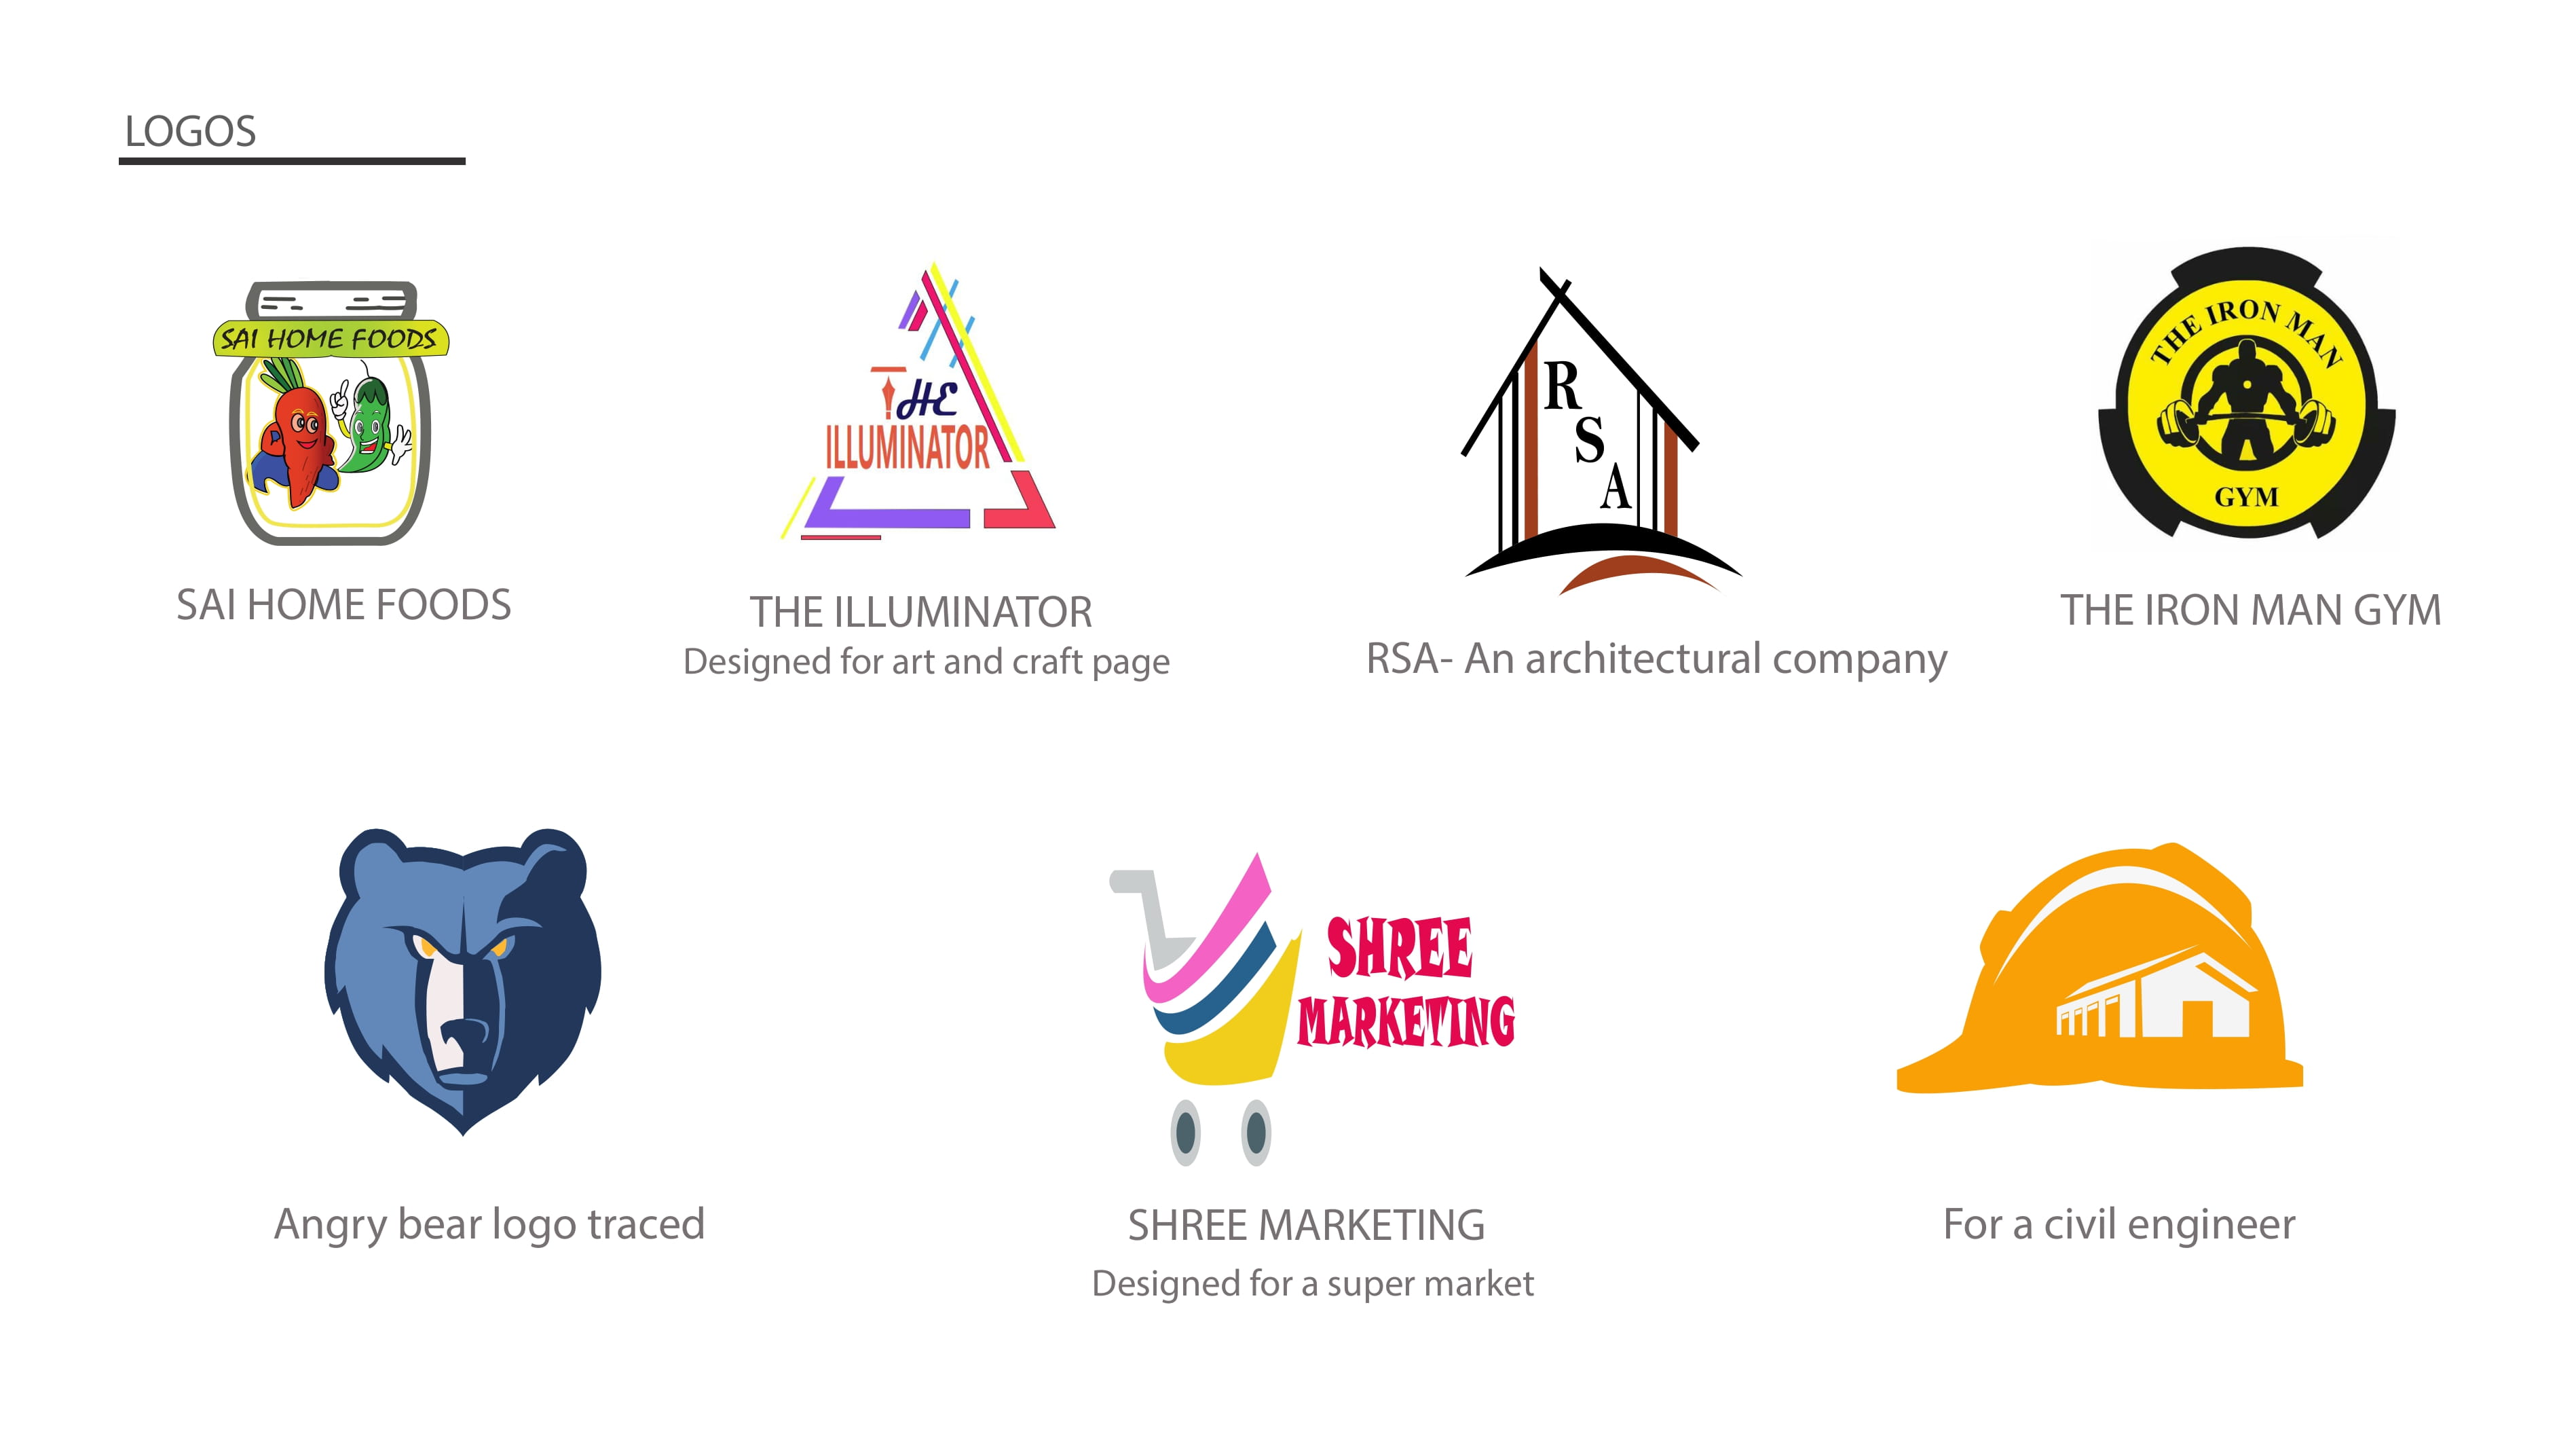 LOGOS
SAI HOME FOODS
THE
ILLUMINATOR
R
S
A
THE IRON MAN
GYM
SAI HOME FOODS
THE ILLUMINATOR
Designed for art and craft page
RSA- An architectural company
THE IRON MAN GYM
SHREE
MARKETING
Angry bear logo traced
SHREE MARKETING
Designed for a super market
For a civil engineer